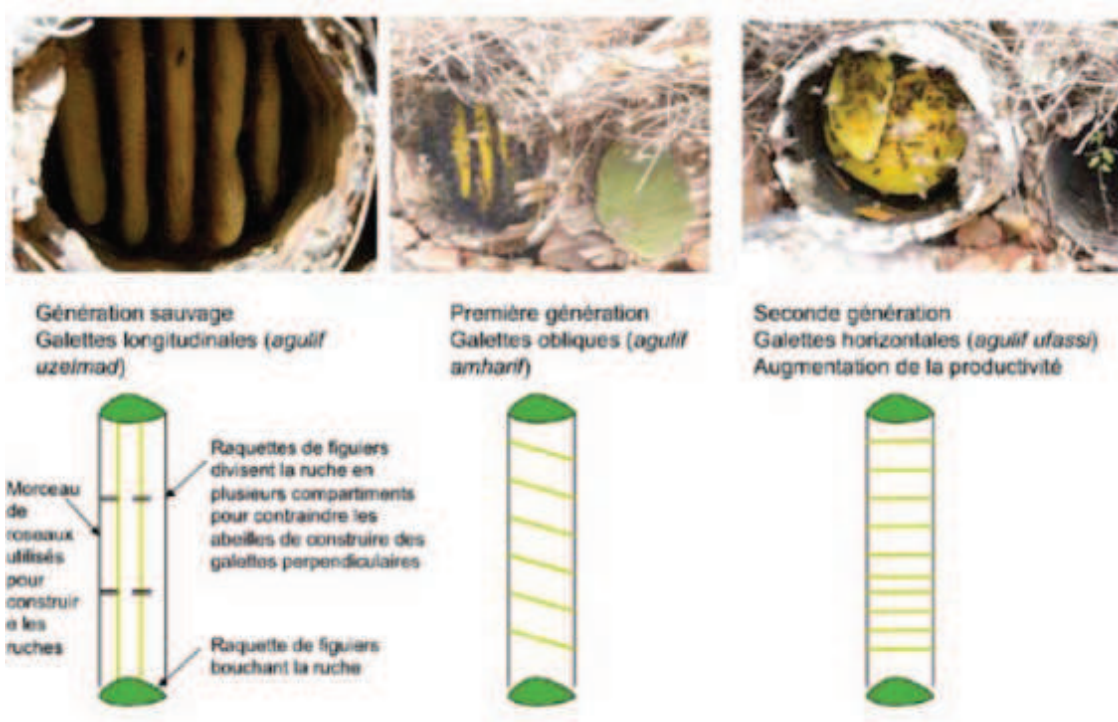 Génération sauvage
Galettes longitudinales (agulif
uzelmad)
Première génération
Galettes obliques (agulif
amharif)
Seconde génération
Galettes horizontales (agulif ufassi)
Augmentation de la productivité
Morceau
de
roseaux
utilisés
pour
construir
e les
ruches
Raquettes de figuiers
divisent la ruche en
plusieurs compartiments
pour contraindre les
abeilles de construire des
galettes perpendiculaires
Raquette de figuiers
bouchant la ruche